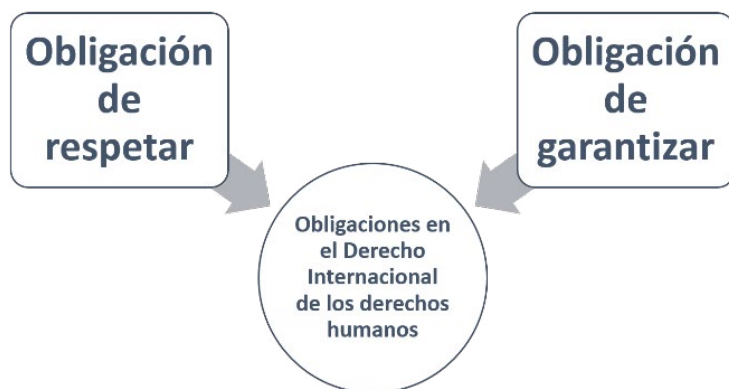 Obligación
de
respetar
Obligación
de
garantizar
Obligaciones en
el Derecho
Internacional
de los derechos
humanos